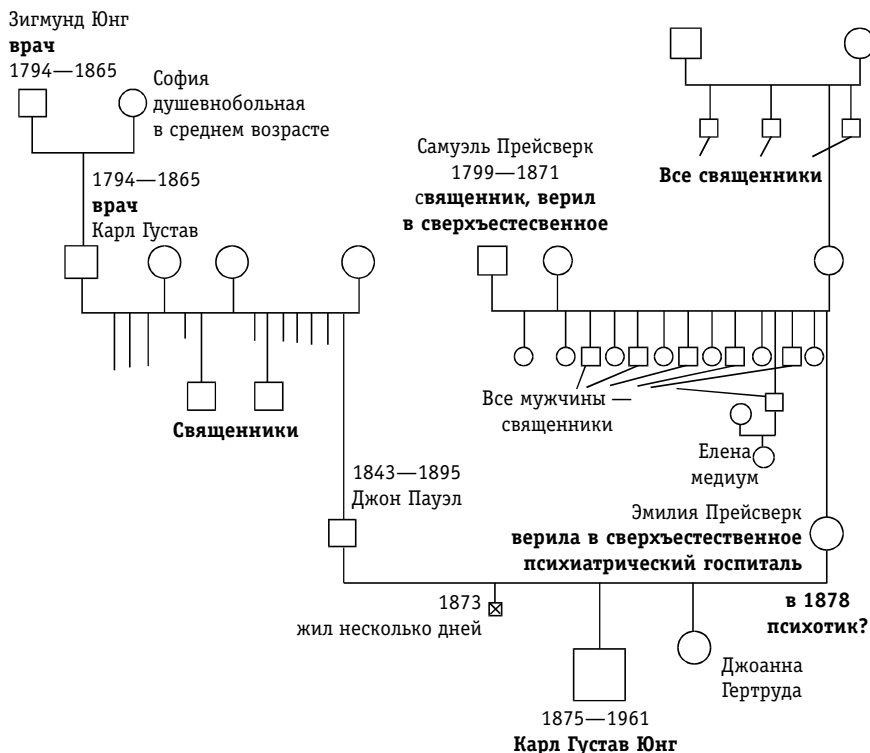 Зигмунд Юнг
врач
1794—1865
София
душевнобольная
в среднем возрасте
1794—1865
врач
Карл Густав
Самуэль Прейсверк
1799—1871
священник, верил
в сверхъестесвенное
Все священники
Священники
Все мужчины —
священники
Елена
медиум
1843—1895
Джон Пауэл
Эмилия Прейсверк
верила в сверхъестественное
психиатрический госпиталь
в 1878
психотик?
1873
жил несколько дней
Джоанна
Гертруда
1875—1961
Карл Густав Юнг